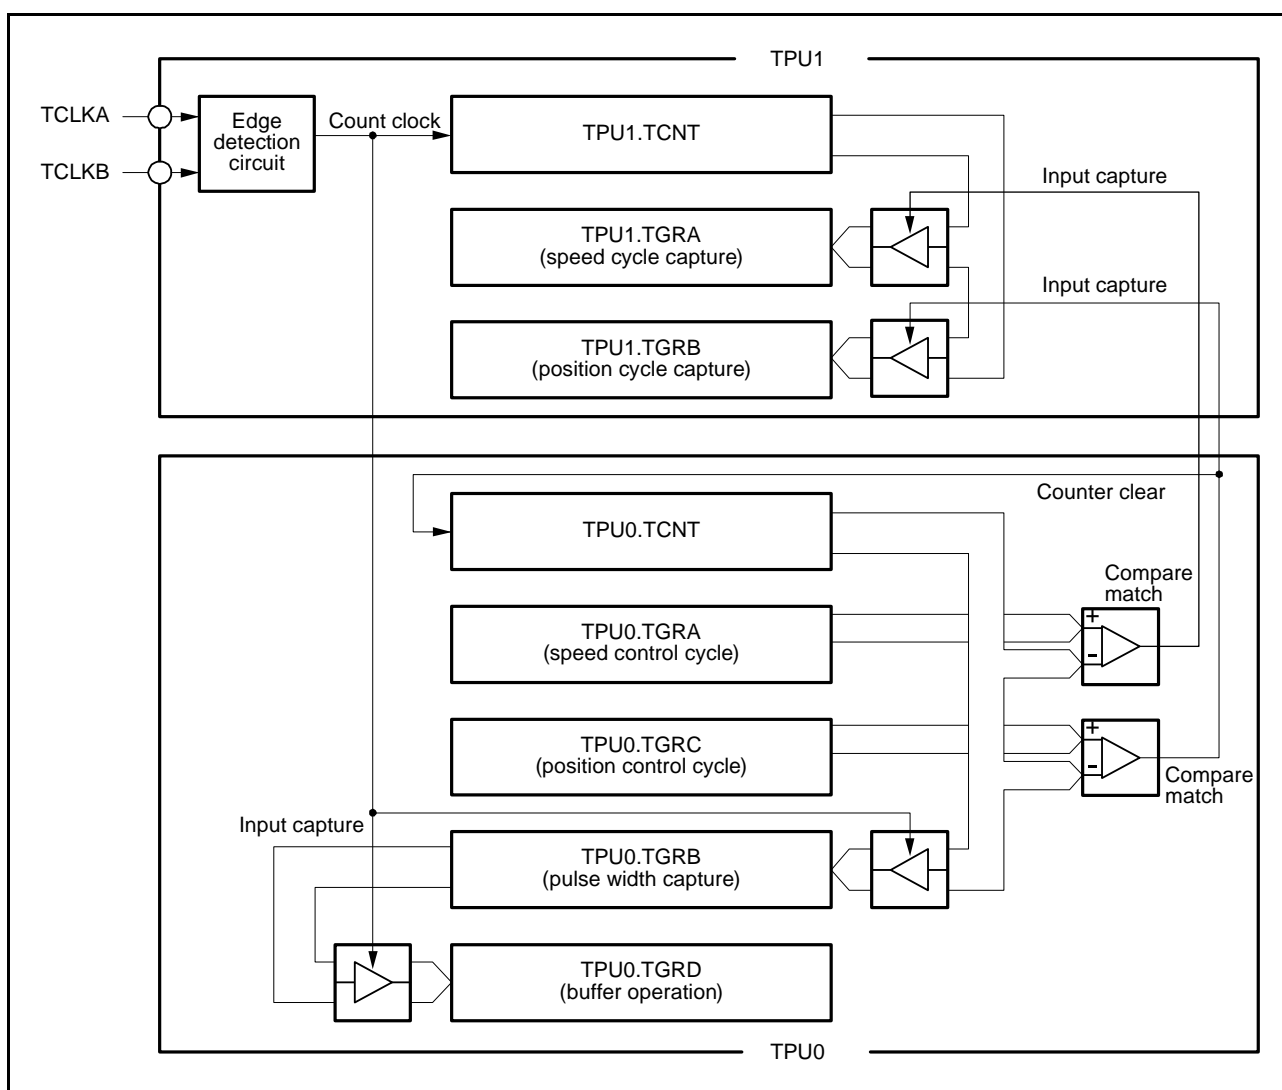 TPU1
TCLKA
TCLKB
Edge
detection
circuit
Count clock
TPU1.TCNT
Input capture
TPU1.TGRA
(speed cycle capture)
Input capture
TPU1.TGRB
(position cycle capture)
Counter clear
TPU0.TCNT
Compare
match
+
-
TPU0.TGRA
(speed control cycle)
TPU0.TGRC
(position control cycle)
+
-
Compare
match
Input capture
TPU0.TGRB
(pulse width capture)
TPU0.TGRD
(buffer operation)
TPU0